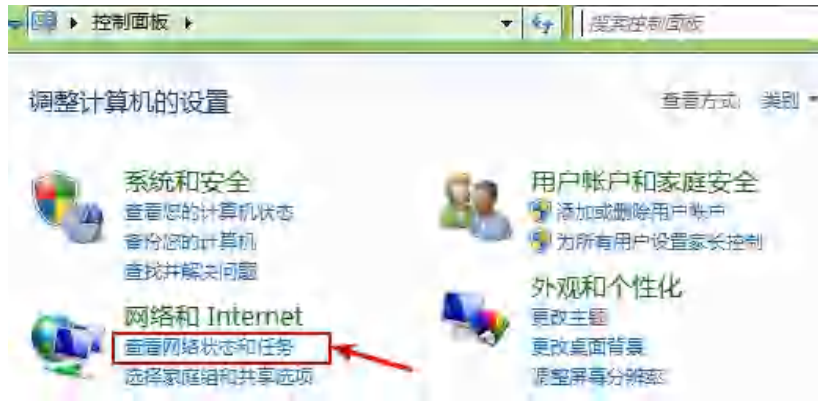 控制面板
搜索控制面板
调整计算机的设置
查看方式: 类别
系统和安全
查看您的计算机状态
备份您的计算机
查找并解决问题
网络和 Internet
查看网络状态和任务
选择家庭组和共享选项
用户帐户和家庭安全
添加或删除用户帐户
为所有用户设置家长控制
外观和个性化
更改主题
更改桌面背景
调整屏幕分辨率